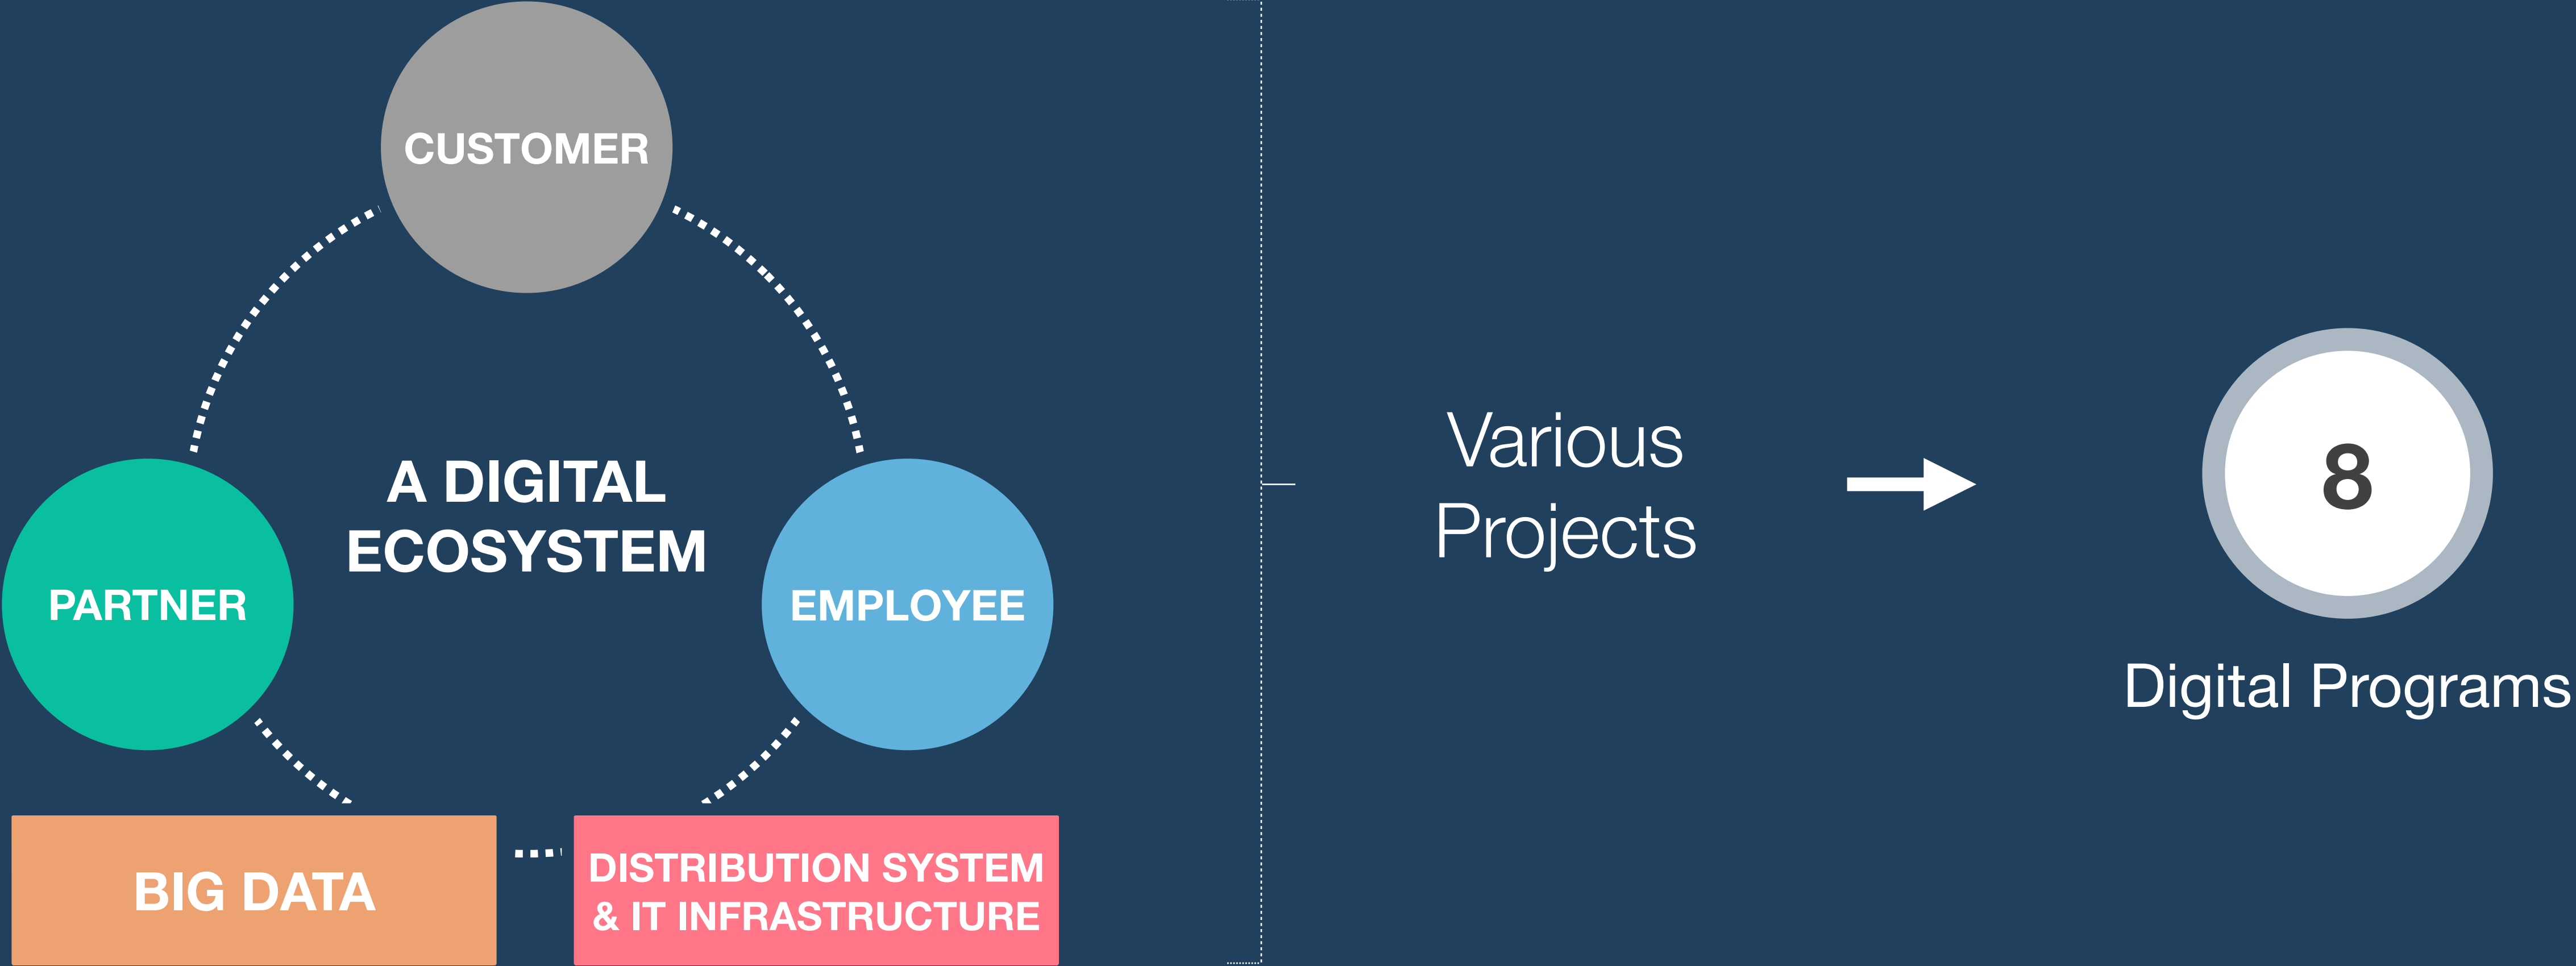 CUSTOMER
A DIGITAL
ECOSYSTEM
PARTNER
EMPLOYEE
BIG DATA
DISTRIBUTION SYSTEM
& IT INFRASTRUCTURE
Various
Projects
8
Digital Programs